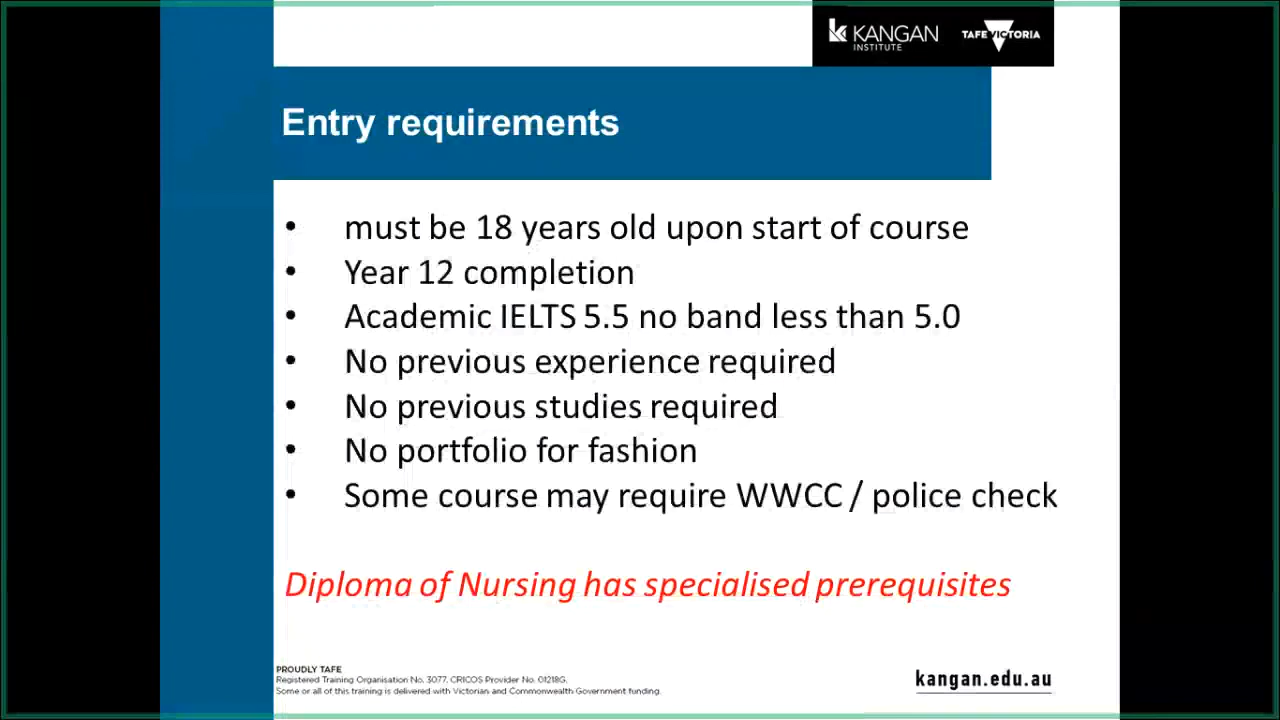 KANGAN
INSTITUTE
TAFE VICTORIA
Entry requirements
• must be 18 years old upon start of course
• Year 12 completion
• Academic IELTS 5.5 no band less than 5.0
• No previous experience required
• No previous studies required
• No portfolio for fashion
• Some course may require WWCC / police check
Diploma of Nursing has specialised prerequisites
PROUDLY TAFE
Registered Training Organisation No. 3077, CRICOS Provider No. 01218G.
Some or all of this training is delivered with Victorian and Commonwealth Government funding.
kangan.edu.au